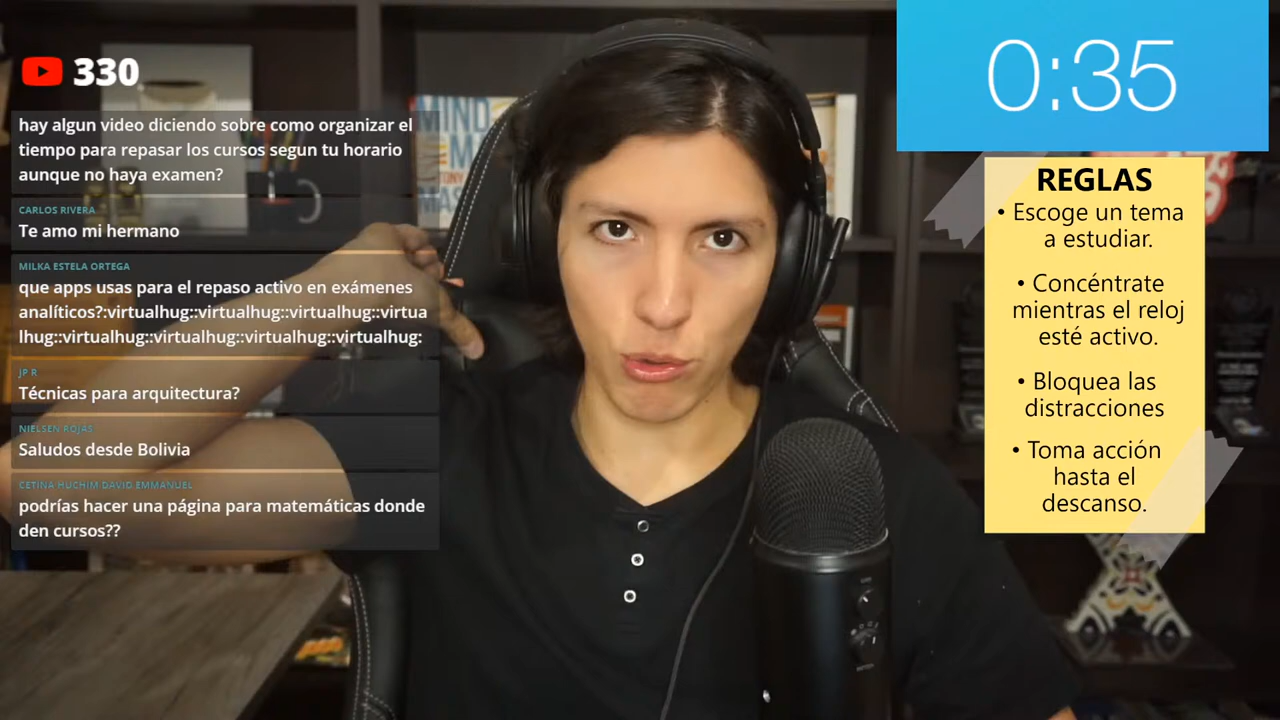 330
hay algun video diciendo sobre como organizar el
tiempo para repasar los cursos segun tu horario
aunque no haya examen?
CARLOS RIVERA
Te amo mi hermano
MILKA ESTELA ORTEGA
que apps usas para el repaso activo en exámenes
analíticos?:virtualhug::virtualhug::virtualhug::virtua
lhug::virtualhug::virtualhug::virtualhug::virtualhug:
JP R
Técnicas para arquitectura?
NIELSEN ROJAS
Saludos desde Bolivia
CETINA HUCHIM DAVID EMMANUEL
podrías hacer una página para matemáticas donde
den cursos??
MIND
0:35
REGLAS
• Escoge un tema
a estudiar.
• Concéntrate
mientras el reloj
esté activo.
• Bloquea las
distracciones
• Toma acción
hasta el
descanso.